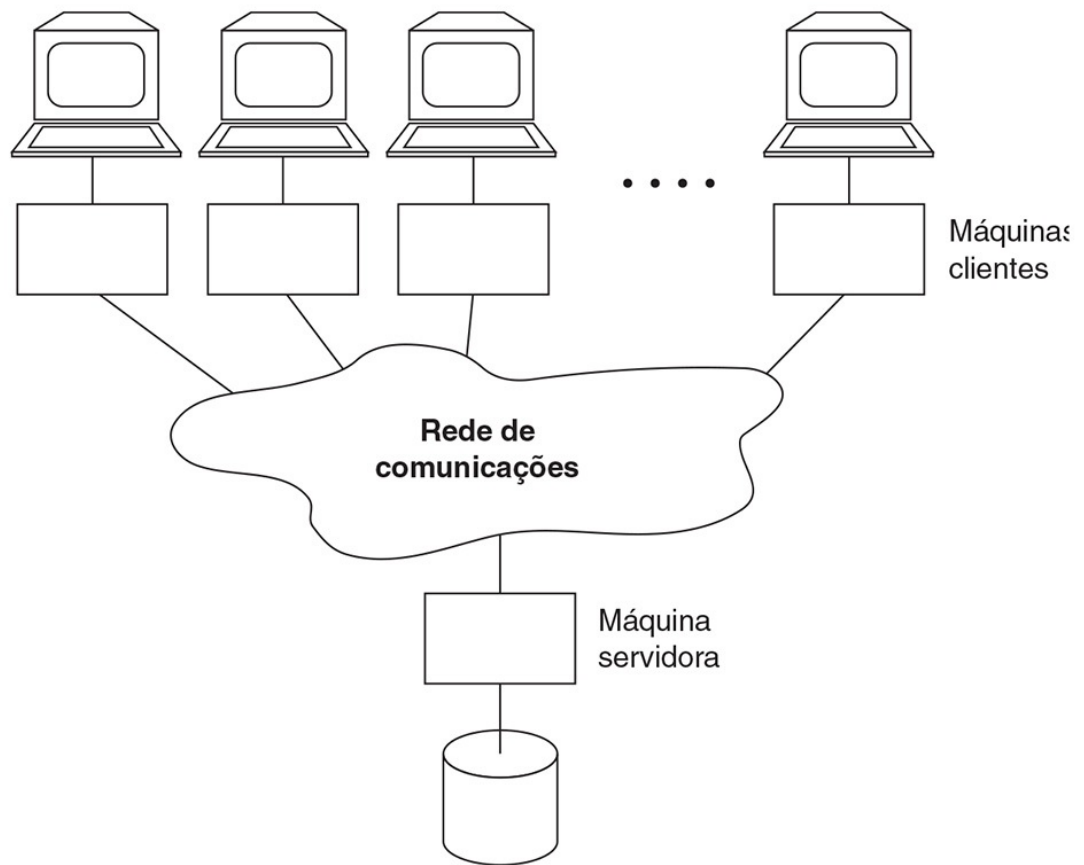 Máquinas
clientes
Rede de
comunicações
Máquina
servidora